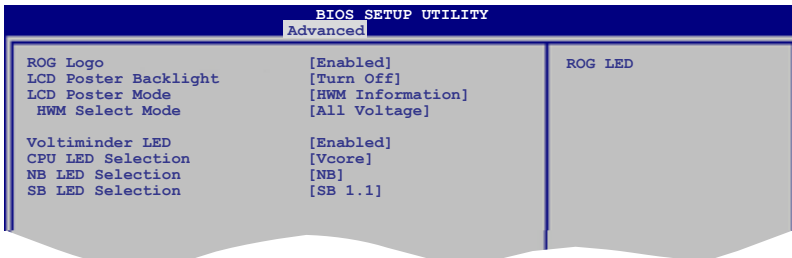 BIOS SETUP UTILITY
Advanced
ROG Logo [Enabled]
LCD Poster Backlight [Turn Off]
LCD Poster Mode [HWM Information]
HWM Select Mode [All Voltage]
Voltiminder LED [Enabled]
CPU LED Selection [Vcore]
NB LED Selection [NB]
SB LED Selection [SB 1.1]
ROG LED